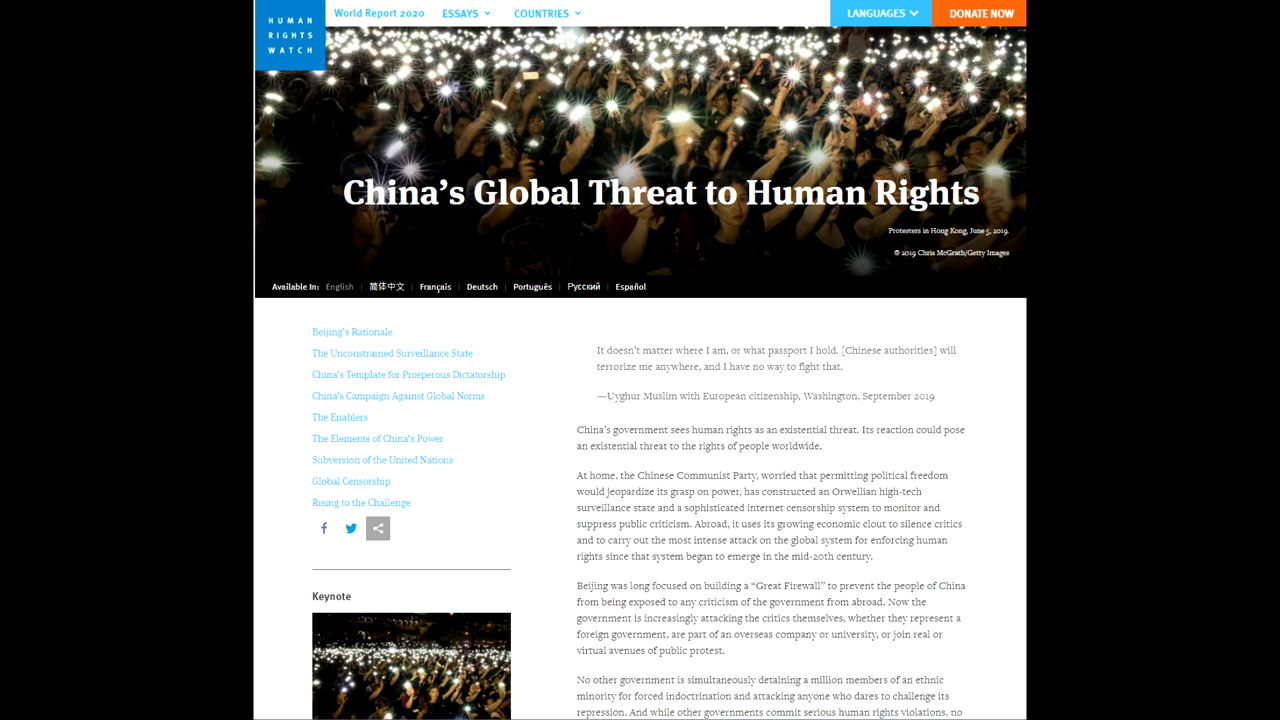 HUMAN
RIGHTS
WATCH
World Report 2020
ESSAYS
COUNTRIES
LANGUAGES
DONATE NOW
China’s Global Threat to Human Rights
Protesters in Hong Kong, June 5, 2019.
© 2019 Chris McGrath/Getty Images
Available In: English | 简体中文 | Français | Deutsch | Português | Русский | Español
Beijing’s Rationale
The Unconstrained Surveillance State
China’s Template for Prosperous Dictatorship
China’s Campaign Against Global Norms
The Enablers
The Elements of China’s Power
Subversion of the United Nations
Global Censorship
Rising to the Challenge
Keynote
It doesn’t matter where I am, or what passport I hold. [Chinese authorities] will
terrorize me anywhere, and I have no way to fight that.
—Uyghur Muslim with European citizenship, Washington, September 2019
China’s government sees human rights as an existential threat. Its reaction could pose
an existential threat to the rights of people worldwide.
At home, the Chinese Communist Party, worried that permitting political freedom
would jeopardize its grasp on power, has constructed an Orwellian high-tech
surveillance state and a sophisticated internet censorship system to monitor and
suppress public criticism. Abroad, it uses its growing economic clout to silence critics
and to carry out the most intense attack on the global system for enforcing human
rights since that system began to emerge in the mid-20th century.
Beijing was long focused on building a “Great Firewall” to prevent the people of China
from being exposed to any criticism of the government from abroad. Now the
government is increasingly attacking the critics themselves, whether they represent a
foreign government, are part of an overseas company or university, or join real or
virtual avenues of public protest.
No other government is simultaneously detaining a million members of an ethnic
minority for forced indoctrination and attacking anyone who dares to challenge its
repression. And while other governments commit serious human rights violations, no